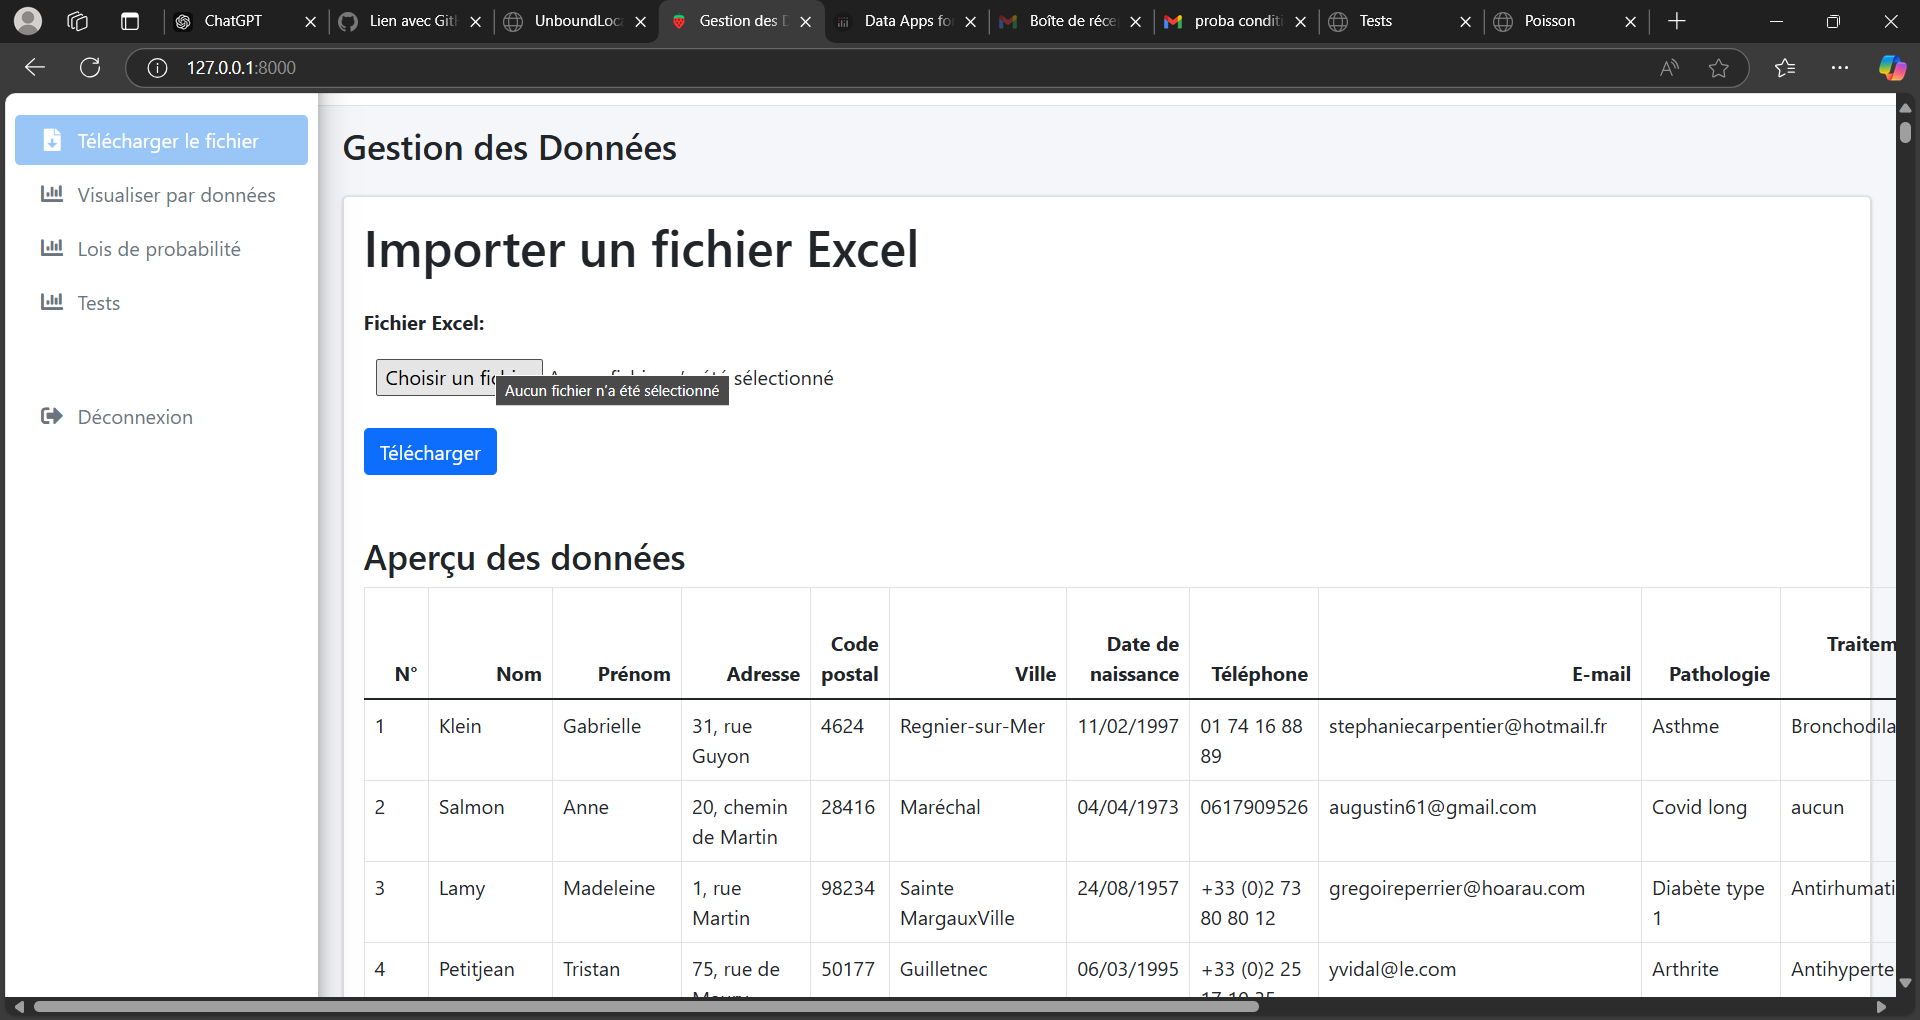 ChatGPT
Lien avec Git
UnboundLoc
Gestion des
Data Apps fo
Boîte de réce
proba condit
Tests
Poisson
127.0.0.1:8000
Télécharger le fichier
Visualiser par données
Lois de probabilité
Tests
Déconnexion
Gestion des Données
Importer un fichier Excel
Fichier Excel:
Choisir un sélectionné
Aucun fichier n'a été sélectionné
Télécharger
Aperçu des données
N° Nom Prénom Adresse Code postal Ville Date de naissance Téléphone E-mail Pathologie Traitem
1 Klein Gabrielle 31, rue Guyon 4624 Regnier-sur-Mer 11/02/1997 01 74 16 88 89 stephaniecarpentier@hotmail.fr Asthme Bronchodila
2 Salmon Anne 20, chemin de Martin 28416 Maréchal 04/04/1973 0617909526 augustin61@gmail.com Covid long aucun
3 Lamy Madeleine 1, rue Martin 98234 Sainte MargauxVille 24/08/1957 +33 (0)2 73 80 80 12 gregoireperrier@hoarau.com Diabète type 1 Antirhumati
4 Petitjean Tristan 75, rue de 50177 Guilletnec 06/03/1995 +33 (0)2 25 yvidal@le.com Arthrite Antihyperte